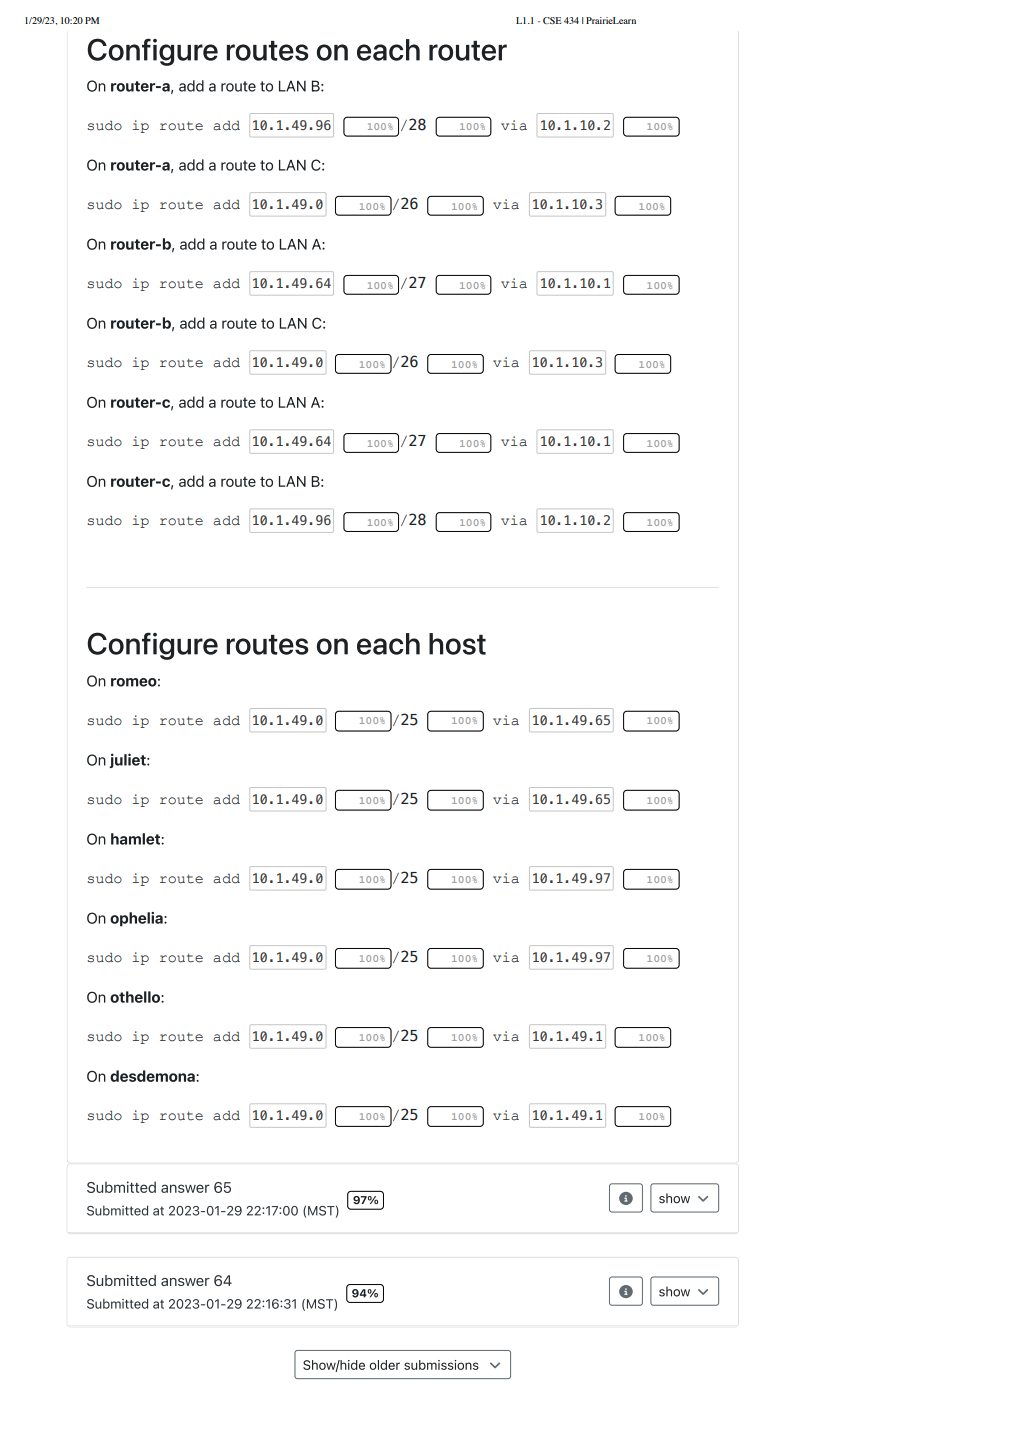 1/29/23, 10:20 PM L1.1 - CSE 434 | PrairieLearn
Configure routes on each router
On router-a, add a route to LAN B:
sudo ip route add 10.1.49.96 100% /28 100% via 10.1.10.2 100%
On router-a, add a route to LAN C:
sudo ip route add 10.1.49.0 100% /26 100% via 10.1.10.3 100%
On router-b, add a route to LAN A:
sudo ip route add 10.1.49.64 100% /27 100% via 10.1.10.1 100%
On router-b, add a route to LAN C:
sudo ip route add 10.1.49.0 100% /26 100% via 10.1.10.3 100%
On router-c, add a route to LAN A:
sudo ip route add 10.1.49.64 100% /27 100% via 10.1.10.1 100%
On router-c, add a route to LAN B:
sudo ip route add 10.1.49.96 100% /28 100% via 10.1.10.2 100%
Configure routes on each host
On romeo:
sudo ip route add 10.1.49.0 100% /25 100% via 10.1.49.65 100%
On juliet:
sudo ip route add 10.1.49.0 100% /25 100% via 10.1.49.65 100%
On hamlet:
sudo ip route add 10.1.49.0 100% /25 100% via 10.1.49.97 100%
On ophelia:
sudo ip route add 10.1.49.0 100% /25 100% via 10.1.49.97 100%
On othello:
sudo ip route add 10.1.49.0 100% /25 100% via 10.1.49.1 100%
On desdemona:
sudo ip route add 10.1.49.0 100% /25 100% via 10.1.49.1 100%
Submitted answer 65
Submitted at 2023-01-29 22:17:00 (MST) 97% show
Submitted answer 64
Submitted at 2023-01-29 22:16:31 (MST) 94% show
Show/hide older submissions